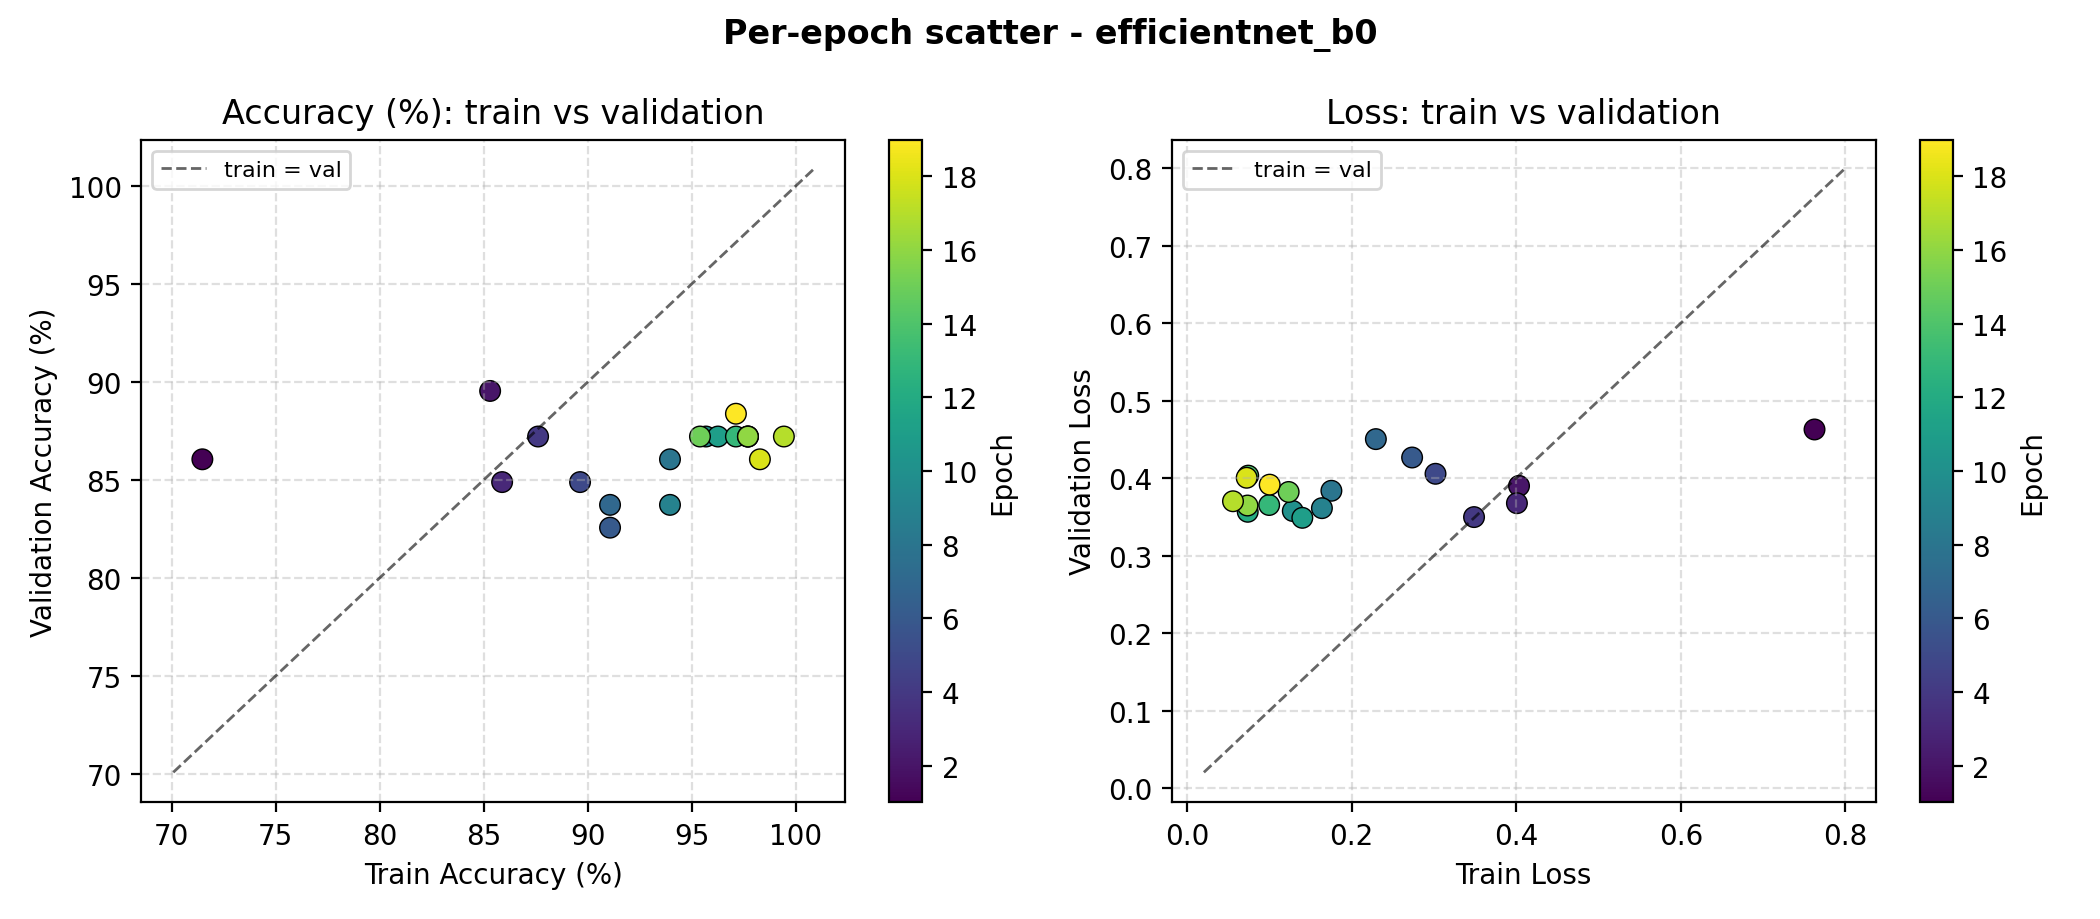 Per-epoch scatter - efficientnet_b0
Accuracy (%): train vs validation
train = val
100
95
90
85
80
75
70
Validation Accuracy (%)
70 75 80 85 90 95 100
Train Accuracy (%)
18
16
14
12
10
8
6
4
2
Epoch
Loss: train vs validation
train = val
0.8
0.7
0.6
0.5
0.4
0.3
0.2
0.1
0.0
Validation Loss
0.0 0.2 0.4 0.6 0.8
Train Loss
18
16
14
12
10
8
6
4
2
Epoch